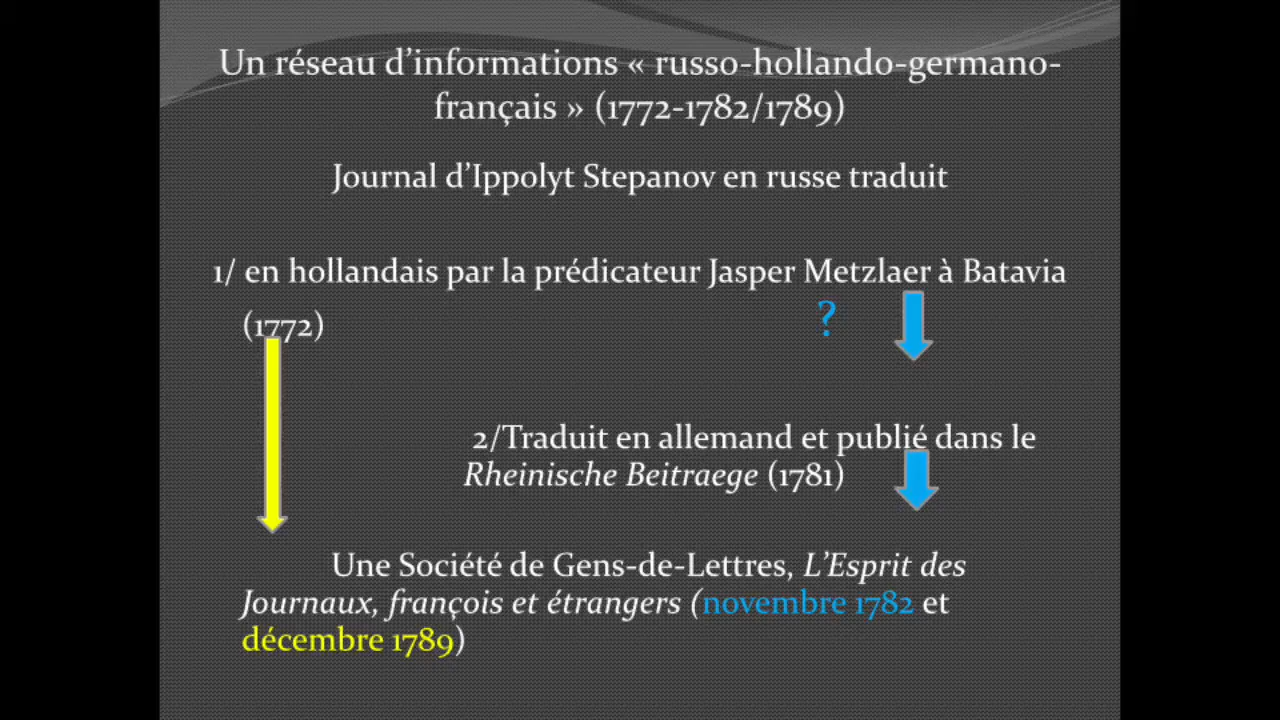 Un réseau d’informations « russo-hollando-germano-
français » (1772-1782/1789)
Journal d’Ippolyt Stepanov en russe traduit
1/ en hollandais par la prédicateur Jasper Metzlaer à Batavia
(1772)
?
2/Traduit en allemand et publié dans le
Rheinische Beitraege (1781)
Une Société de Gens-de-Lettres, L’Esprit des
Journaux, françois et étrangers (novembre 1782 et
décembre 1789)